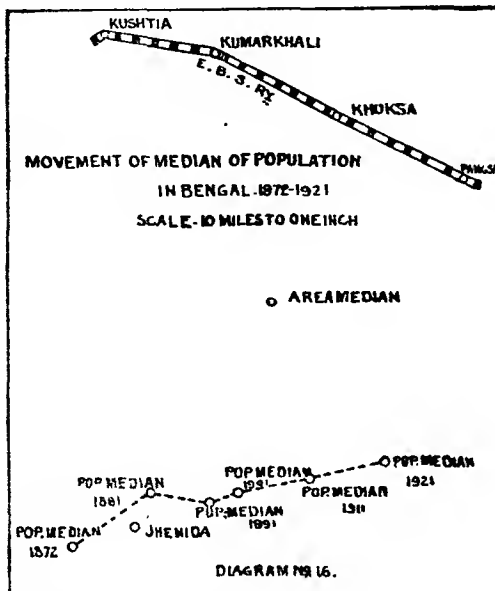 KUSHTIA
KUMARKHALI
E. B. S. RY.
KHOKSA
PANGSA
MOVEMENT OF MEDIAN OF POPULATION
IN BENGAL-1872-1921
SCALE-10 MILES TO ONE INCH
AREA MEDIAN
POP. MEDIAN
1921
POP. MEDIAN
1881
POP. MEDIAN
POP. MEDIAN
1911
POP. MEDIAN
1891
POP. MEDIAN
1872
JHENIDA
DIAGRAM No 16.